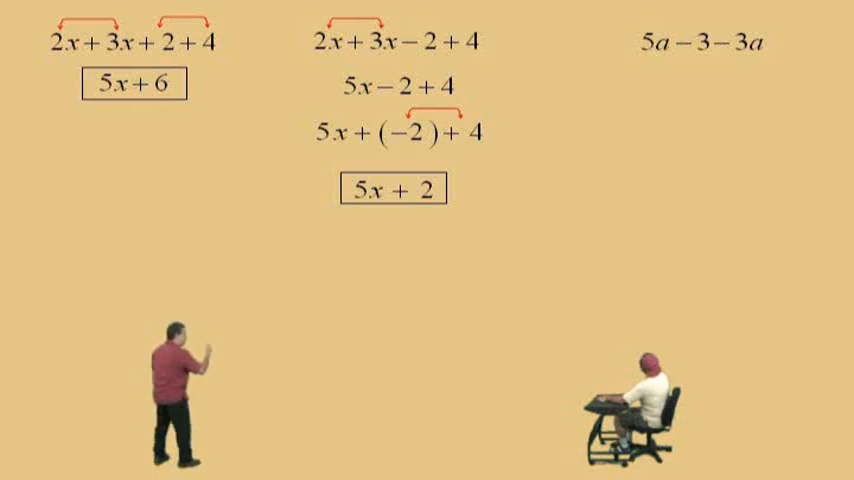 2x + 3x + 2 + 4
5x + 6
2x + 3x − 2 + 4
5x − 2 + 4
5x + (−2) + 4
5x + 2
5a − 3 − 3a